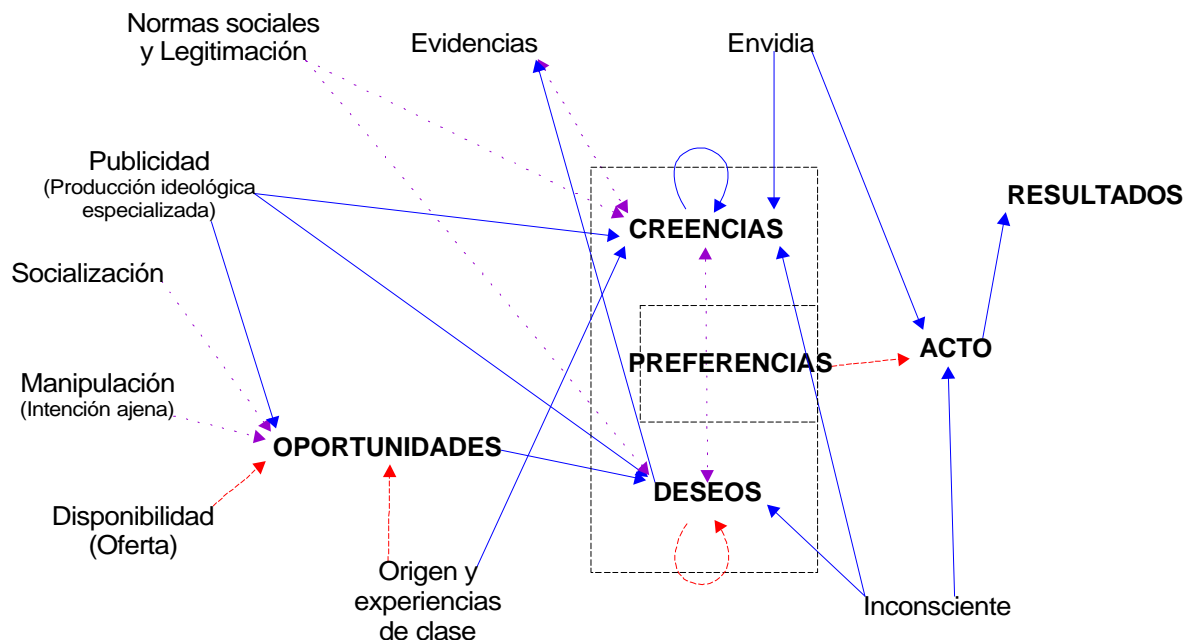 Normas sociales
y Legitimación
Evidencias
Envidia
Publicidad
(Producción ideológica
especializada)
RESULTADOS
CREENCIAS
Socialización
PREFERENCIAS
ACTO
Manipulación
(Intención ajena)
OPORTUNIDADES
DESEOS
Disponibilidad
(Oferta)
Origen y
experiencias
de clase
Inconsciente